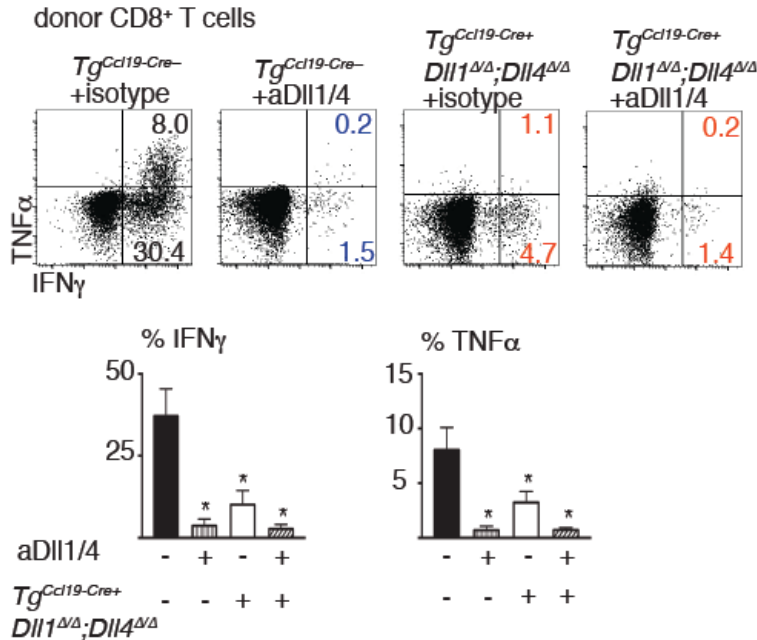 donor CD8⁺ T cells
Tg^Ccl19-Cre–
+isotype
Tg^Ccl19-Cre–
+aDll1/4
Tg^Ccl19-Cre+
Dll1^Δ/Δ;Dll4^Δ/Δ
+isotype
Tg^Ccl19-Cre+
Dll1^Δ/Δ;Dll4^Δ/Δ
+aDll1/4
8.0
0.2
1.1
0.2
TNFα
30.4
1.5
4.7
1.4
IFNγ
% IFNγ
% TNFα
50
25
* * *
15
10
5
* * *
aDll1/4 - + - + - + - +
Tg^Ccl19-Cre+ - - + + - - + +
Dll1^Δ/Δ;Dll4^Δ/Δ